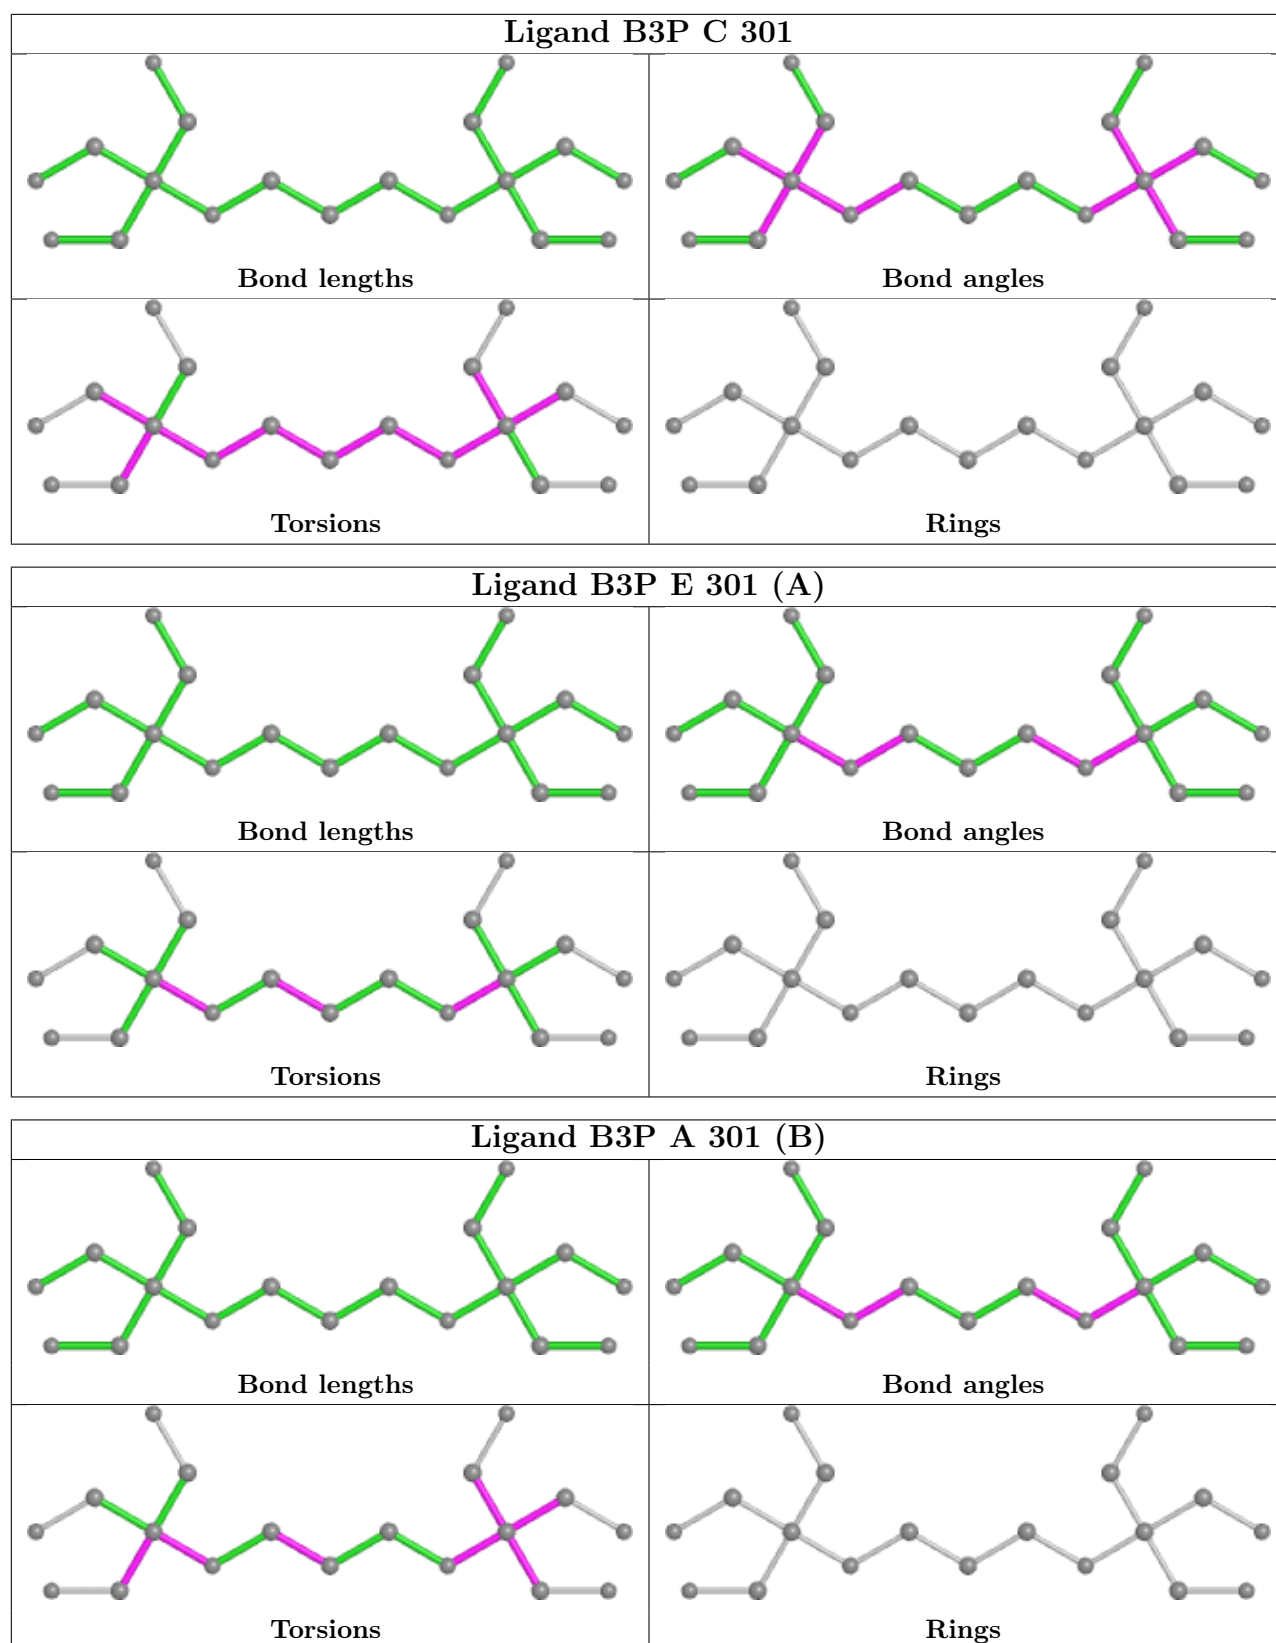 Ligand B3P C 301
Bond lengths
Bond angles
Torsions
Rings
Ligand B3P E 301 (A)
Bond lengths
Bond angles
Torsions
Rings
Ligand B3P A 301 (B)
Bond lengths
Bond angles
Torsions
Rings